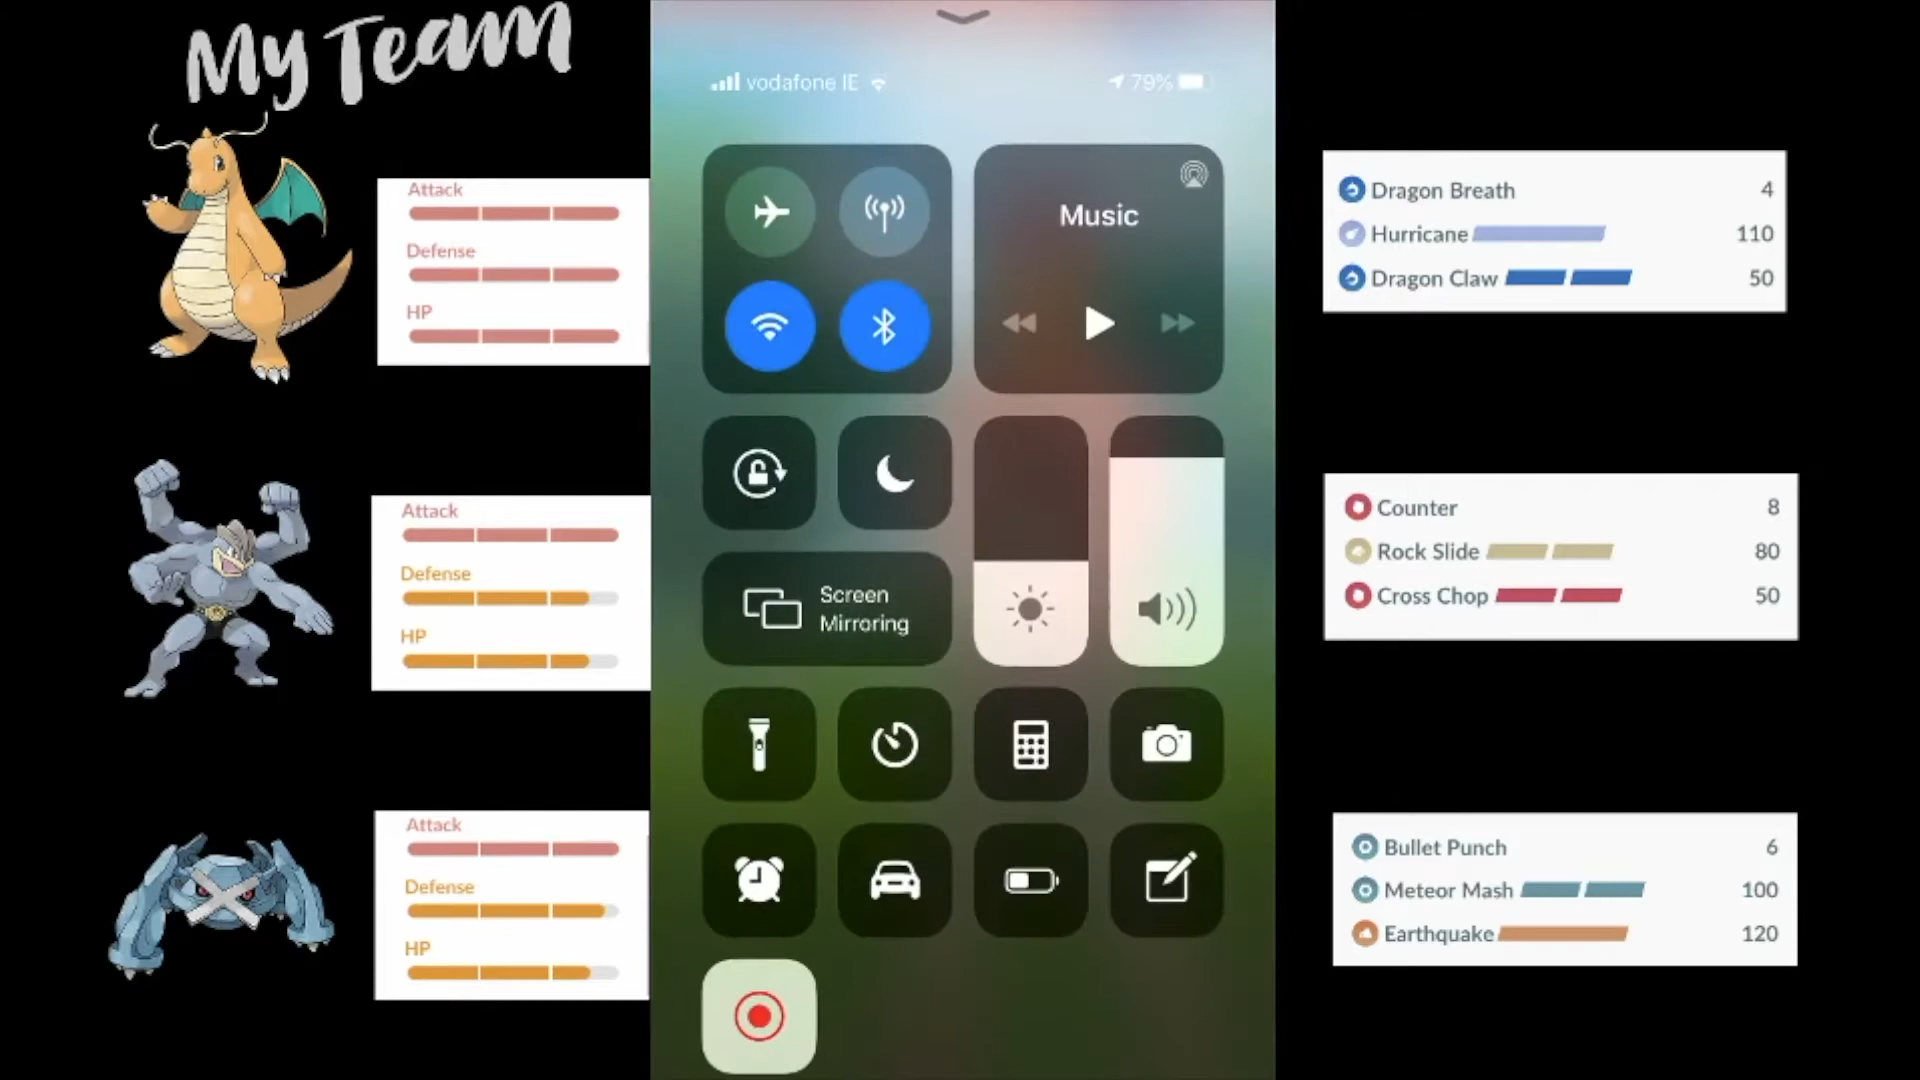 My Team
Attack
Defense
HP
Attack
Defense
HP
Attack
Defense
HP
vodafone IE
79%
Music
Screen
Mirroring
Dragon Breath 4
Hurricane 110
Dragon Claw 50
Counter 8
Rock Slide 80
Cross Chop 50
Bullet Punch 6
Meteor Mash 100
Earthquake 120